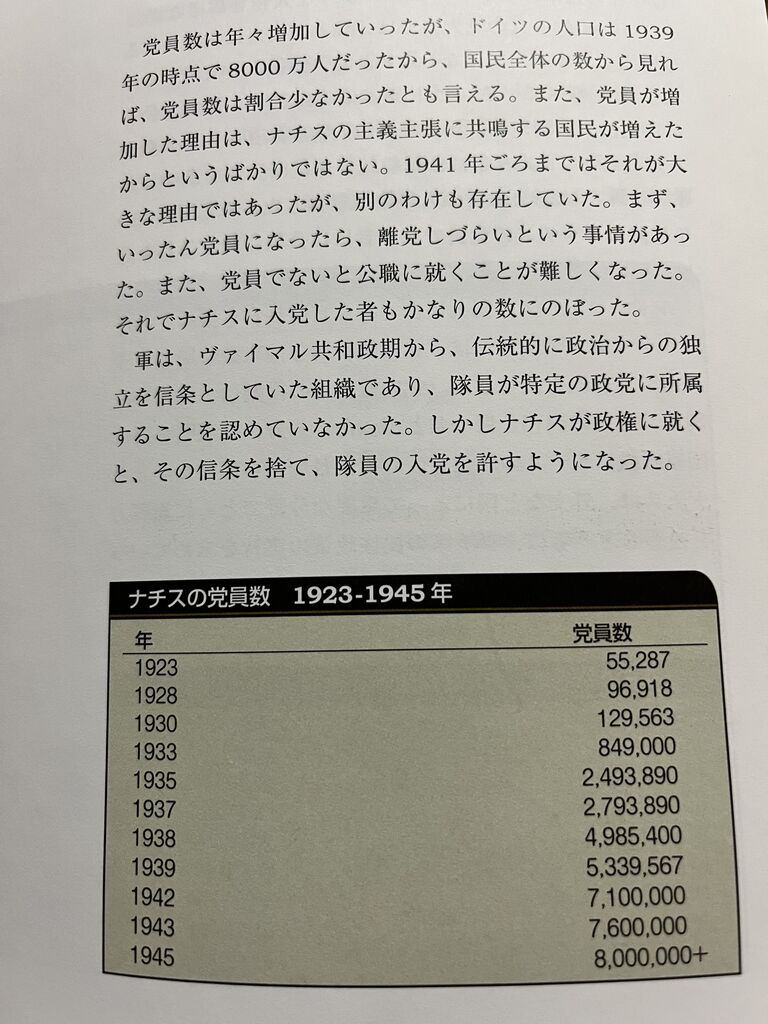 党員数は年々増加していったが、ドイツの人口は 1939
年の時点で 8000 万人だったから、国民全体の数から見れ
ば、党員数は割合少なかったとも言える。また、党員が増
加した理由は、ナチスの主義主張に共鳴する国民が増えた
からというばかりではない。1941 年ごろまではそれが大
きな理由ではあったが、別のわけも存在していた。まず、
いったん党員になったら、離党しづらいという事情があっ
た。また、党員でないと公職に就くことが難しくなった。
それでナチスに入党した者もかなりの数にのぼった。
軍は、ヴァイマル共和政期から、伝統的に政治からの独
立を信条としていた組織であり、隊員が特定の政党に所属
することを認めていなかった。しかしナチスが政権に就く
と、その信条を捨て、隊員の入党を許すようになった。
ナチスの党員数 1923-1945 年
年 党員数
1923 55,287
1928 96,918
1930 129,563
1933 849,000
1935 2,493,890
1937 2,793,890
1938 4,985,400
1939 5,339,567
1942 7,100,000
1943 7,600,000
1945 8,000,000+